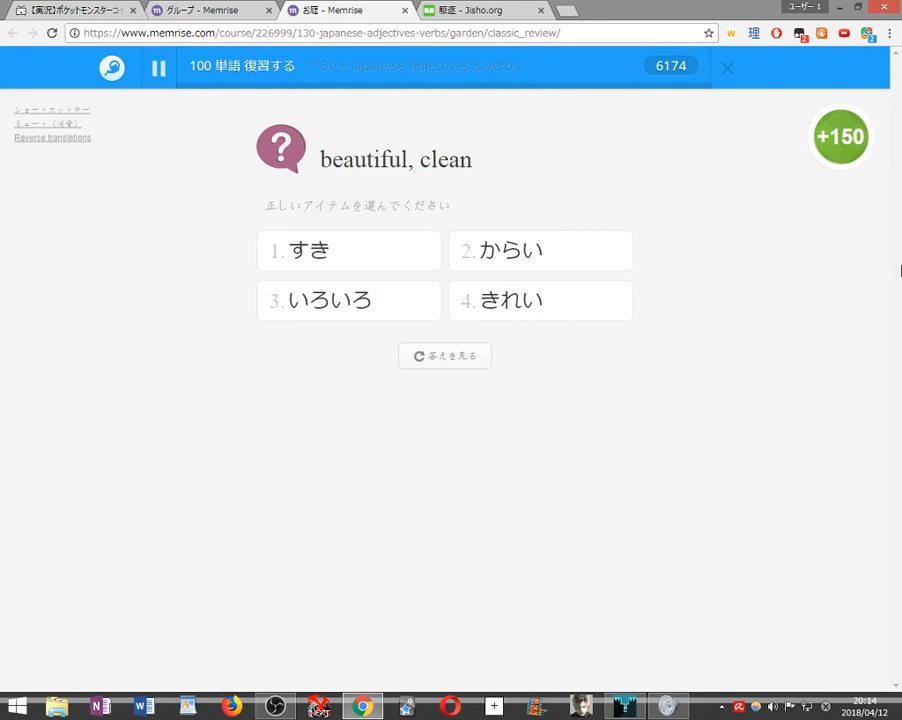 【実況】ポケットモンスターコイ
グループ - Memrise
お庭 - Memrise
駆逐 - Jisho.org
ユーザー 1
https://www.memrise.com/course/226999/130-japanese-adjectives-verbs/garden/classic_review/
100 単語 復習する
130 + Japanese Adjectives & verbs
6174
ショートカットキー
ミュート（消音）
Reverse translations
+150
beautiful, clean
正しいアイテムを選んでください
1. すき
2. からい
3. いろいろ
4. きれい
答えを見る
20:14
2018/04/12